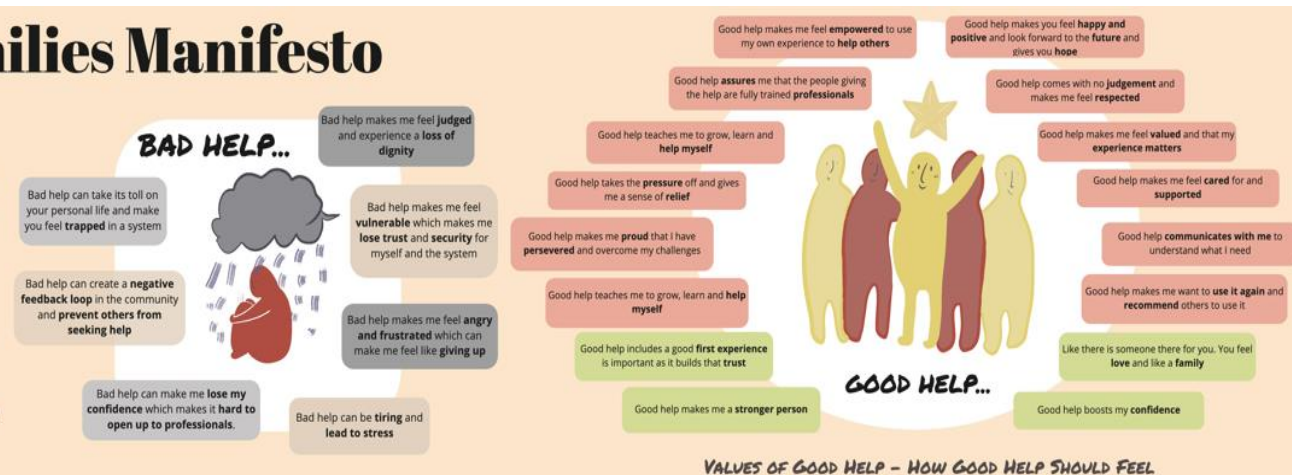 ilies Manifesto
BAD HELP...
Bad help makes me feel judged
and experience a loss of
dignity
Bad help can take its toll on
your personal life and make
you feel trapped in a system
Bad help makes me feel
vulnerable which makes me
lose trust and security for
myself and the system
Bad help can create a negative
feedback loop in the community
and prevent others from
seeking help
Bad help makes me feel angry
and frustrated which can
make me feel like giving up
Bad help can make me lose my
confidence which makes it hard to
open up to professionals.
Bad help can be tiring and
lead to stress
Good help makes me feel empowered to use
my own experience to help others
Good help makes you feel happy and
positive and look forward to the future and
gives you hope
Good help assures me that the people giving
the help are fully trained professionals
Good help comes with no judgement and
makes me feel respected
Good help teaches me to grow, learn and
help myself
Good help makes me feel valued and that my
experience matters
Good help takes the pressure off and gives
me a sense of relief
Good help makes me feel cared for and
supported
Good help makes me proud that I have
persevered and overcome my challenges
Good help communicates with me to
understand what I need
Good help teaches me to grow, learn and help
myself
Good help makes me want to use it again and
recommend others to use it
Good help includes a good first experience
is important as it builds that trust
Like there is someone there for you. You feel
love and like a family
Good help makes me a stronger person
GOOD HELP...
Good help boosts my confidence
VALUES OF GOOD HELP - HOW GOOD HELP SHOULD FEEL